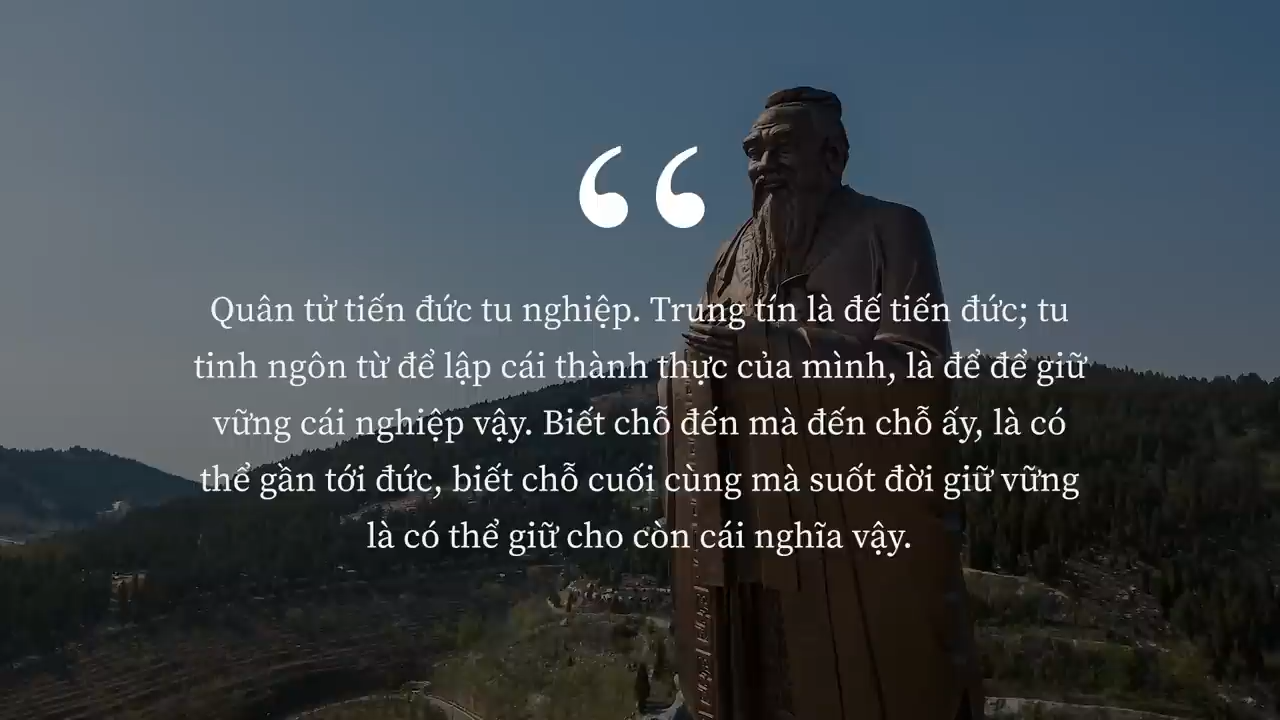 “
Quân tử tiến đức tu nghiệp. Trung tín là đế tiến đức; tu
tinh ngôn từ để lập cái thành thực của mình, là để để giữ
vững cái nghiệp vậy. Biết chỗ đến mà đến chỗ ấy, là có
thể gần tới đức, biết chỗ cuối cùng mà suốt đời giữ vững
là có thể giữ cho còn cái nghĩa vậy.